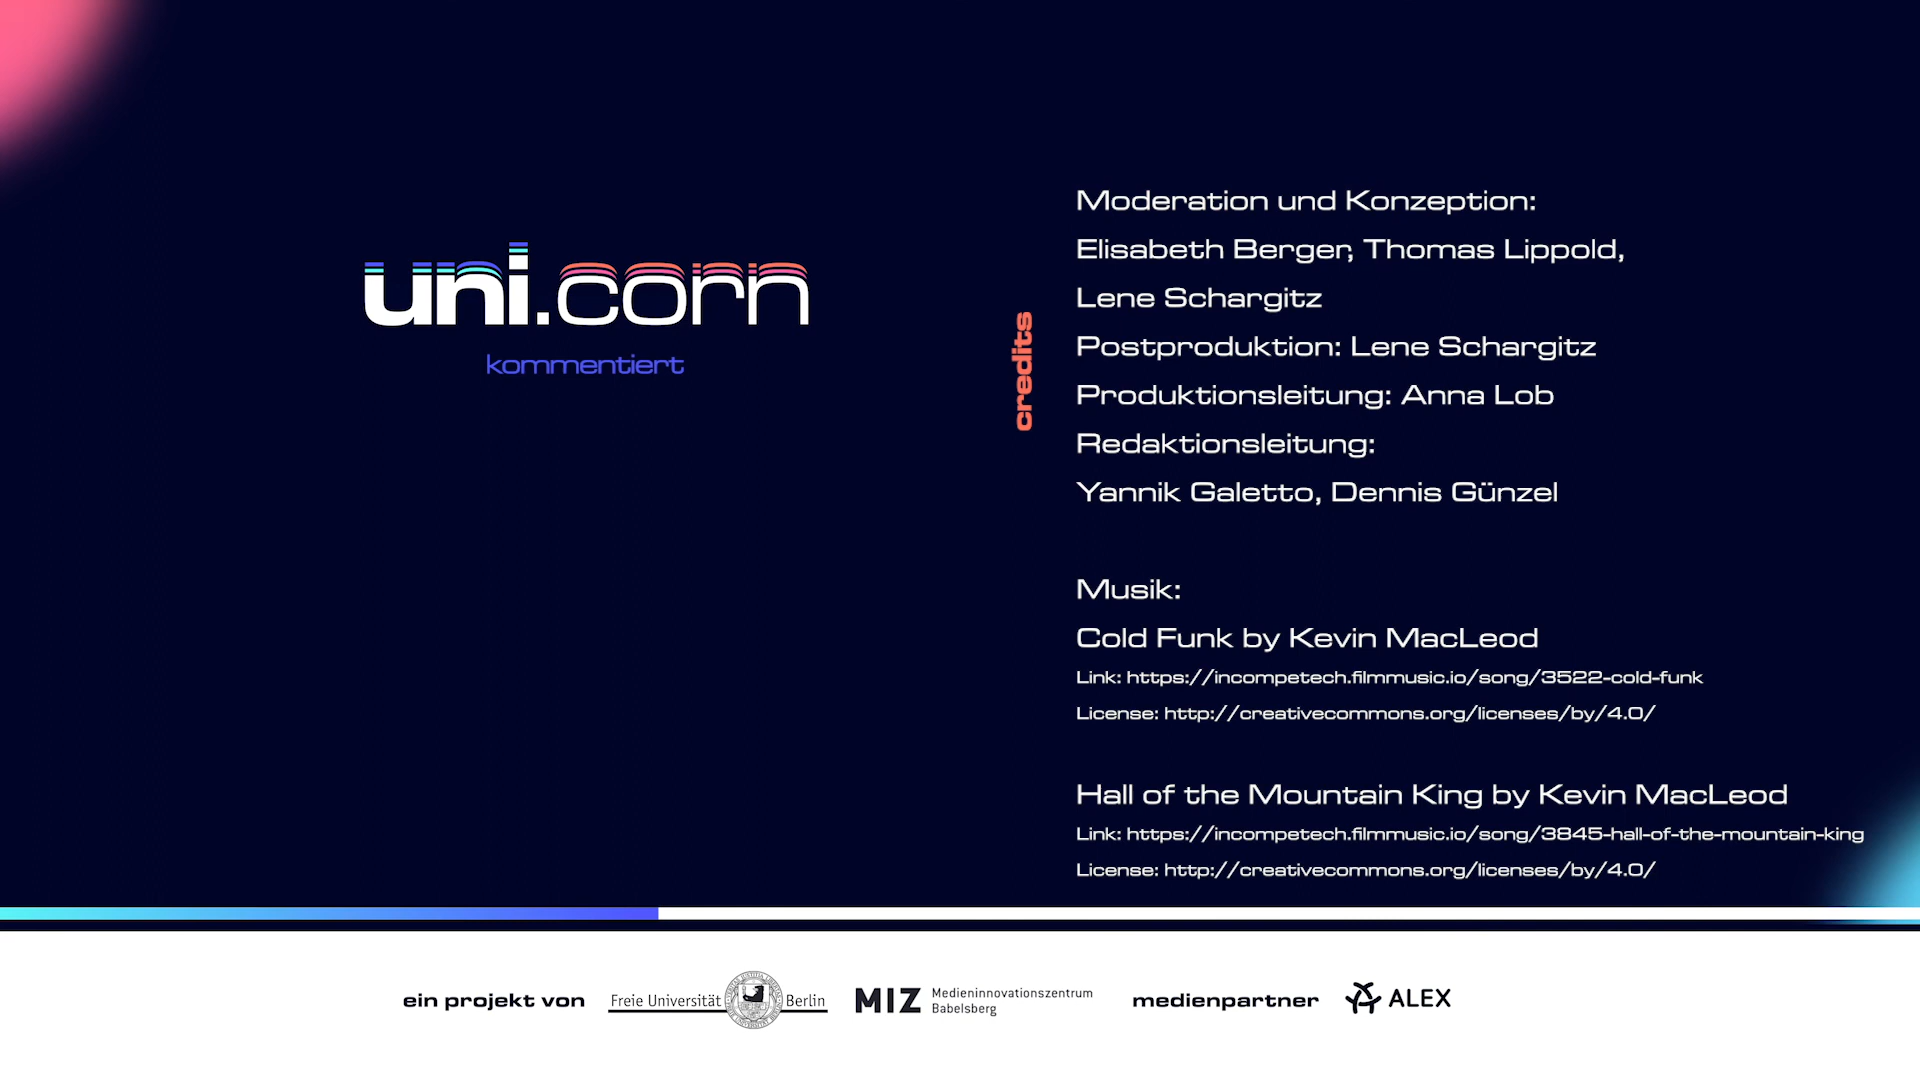 uni.corn
kommentiert
credits
Moderation und Konzeption:
Elisabeth Berger, Thomas Lippold,
Lene Schargitz
Postproduktion: Lene Schargitz
Produktionsleitung: Anna Lob
Redaktionsleitung:
Yannik Galetto, Dennis Günzel
Musik:
Cold Funk by Kevin MacLeod
Link: https://incompetech.filmmusic.io/song/3522-cold-funk
License: http://creativecommons.org/licenses/by/4.0/
Hall of the Mountain King by Kevin MacLeod
Link: https://incompetech.filmmusic.io/song/3845-hall-of-the-mountain-king
License: http://creativecommons.org/licenses/by/4.0/
ein projekt von
Freie Universität Berlin
MIZ Medieninnovationszentrum
Babelsberg
medienpartner
ALEX